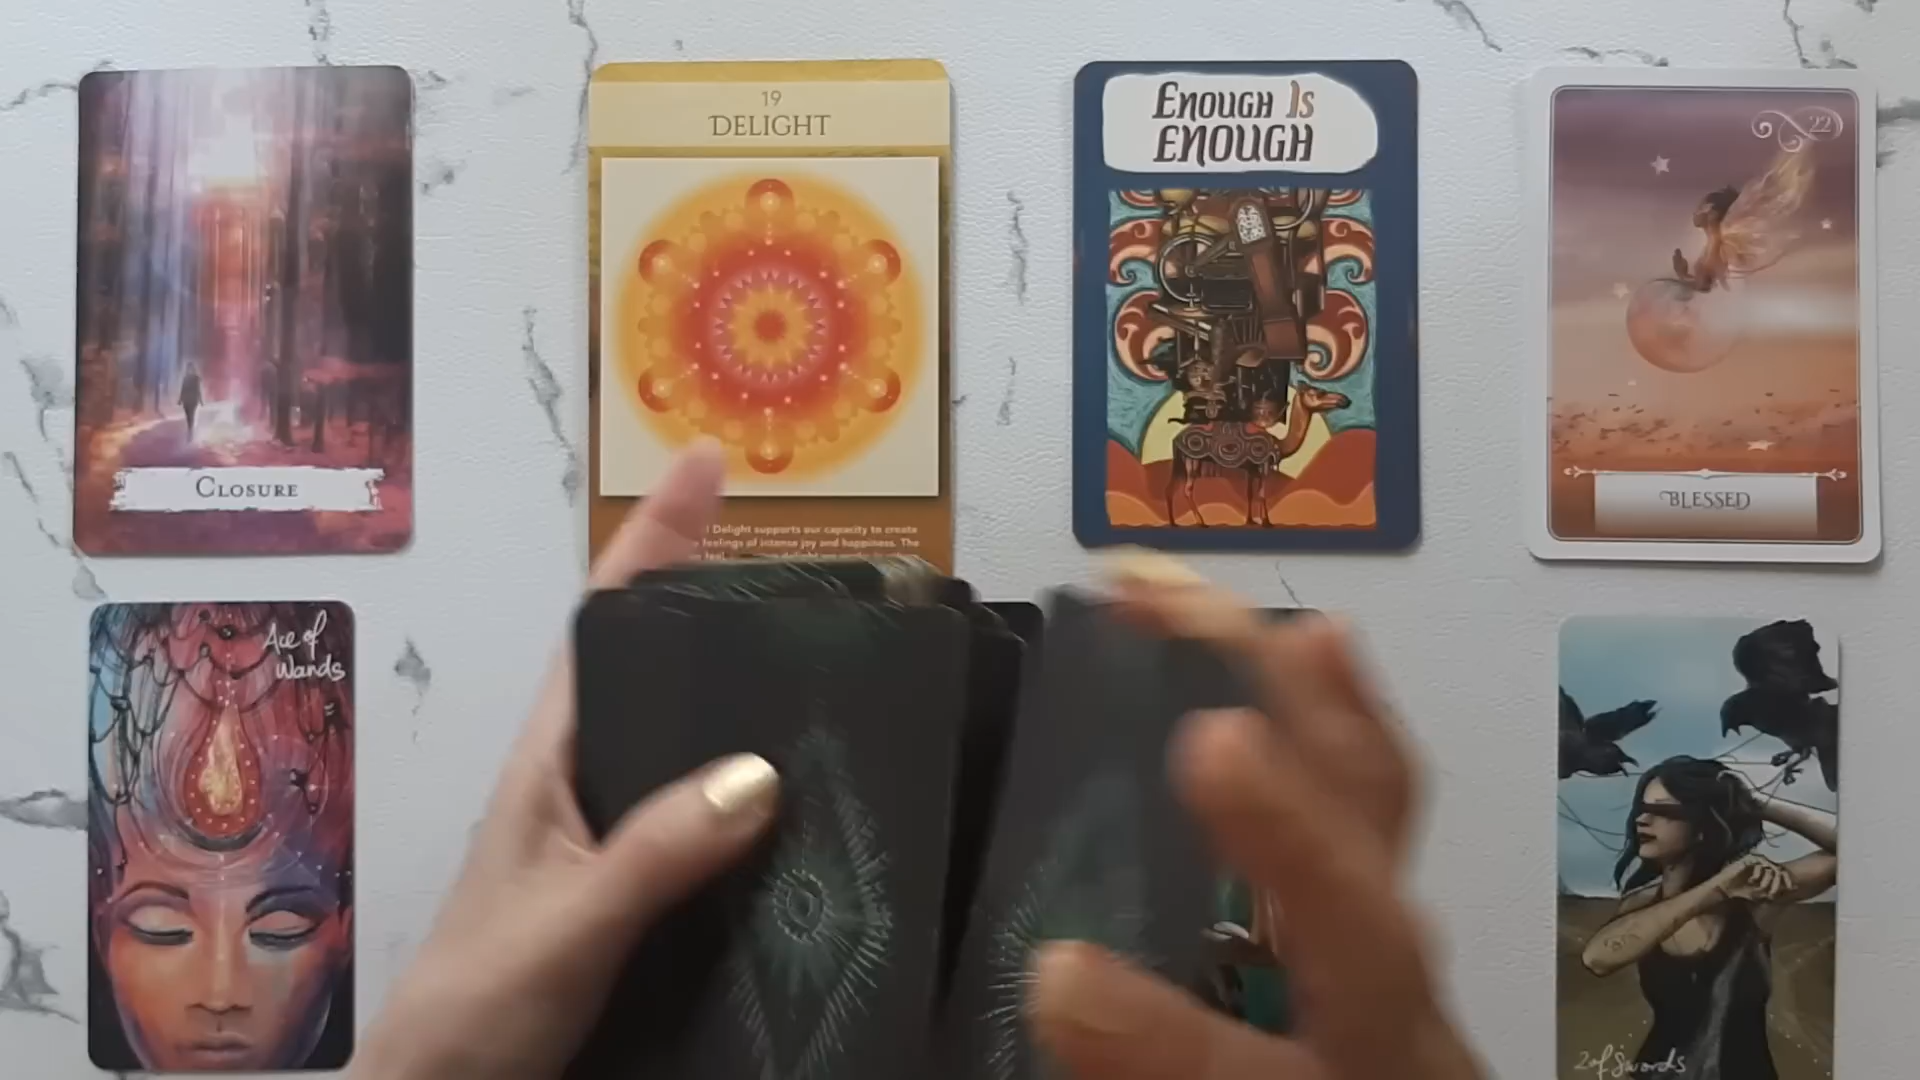 CLOSURE
19
DELIGHT
Delight supports our capacity to create
feelings of intense joy and happiness. The
ENOUGH IS
ENOUGH
22
BLESSED
Ace of
Wands
2 of Swords